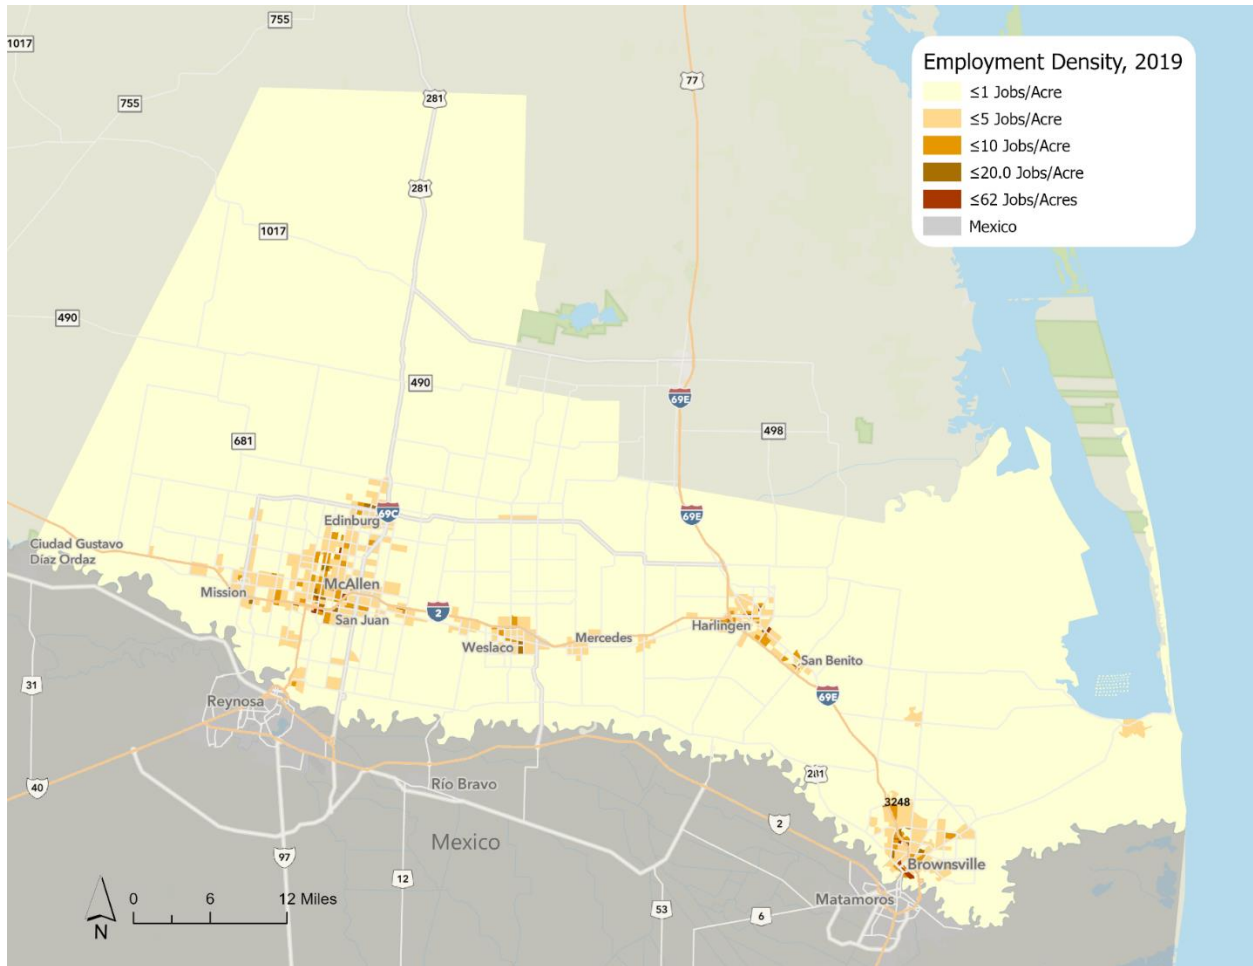 Employment Density, 2019
≤1 Jobs/Acre
≤5 Jobs/Acre
≤10 Jobs/Acre
≤20.0 Jobs/Acre
≤62 Jobs/Acres
Mexico
755
1017
755
281
77
281
1017
490
490
69E
681
498
69C
69E
Edinburg
Ciudad Gustavo
Díaz Ordaz
McAllen
Mission
San Juan
2
Harlingen
Mercedes
Weslaco
San Benito
31
Reynosa
69E
281
40
Río Bravo
3248
2
Mexico
97
Brownsville
12
Matamoros
53
6
0 6 12 Miles
N